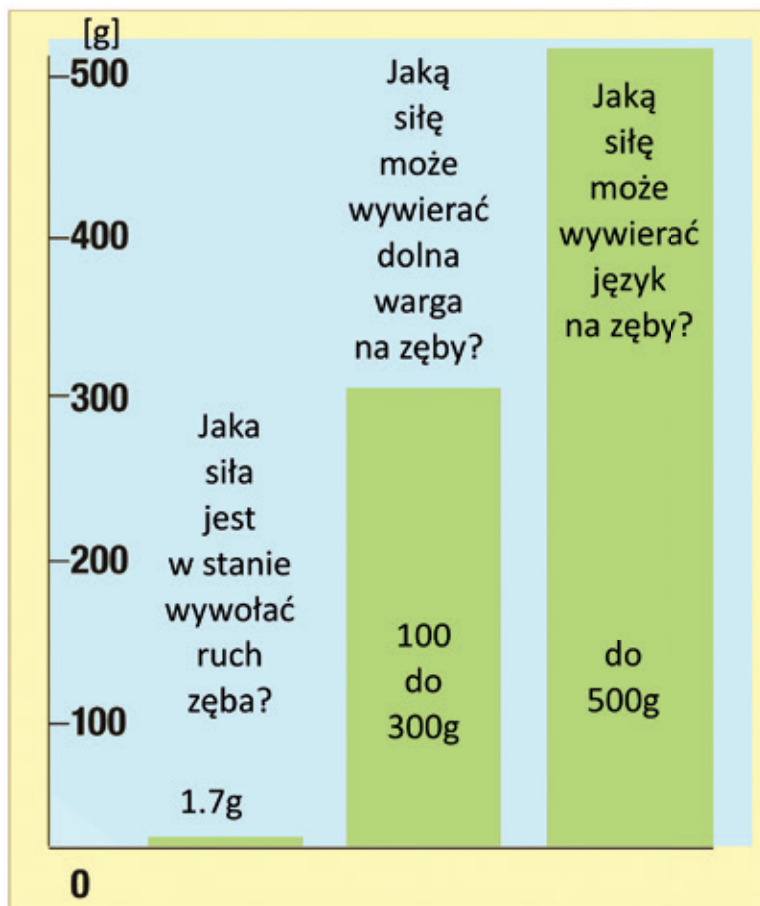 [g]
500
400
300
200
100
0
Jaka
siła
jest
w stanie
wywołać
ruch
zęba?
1.7g
Jaką
siłę
może
wywierać
dolna
warga
na zęby?
100
do
300g
Jaką
siłę
może
wywierać
język
na zęby?
do
500g